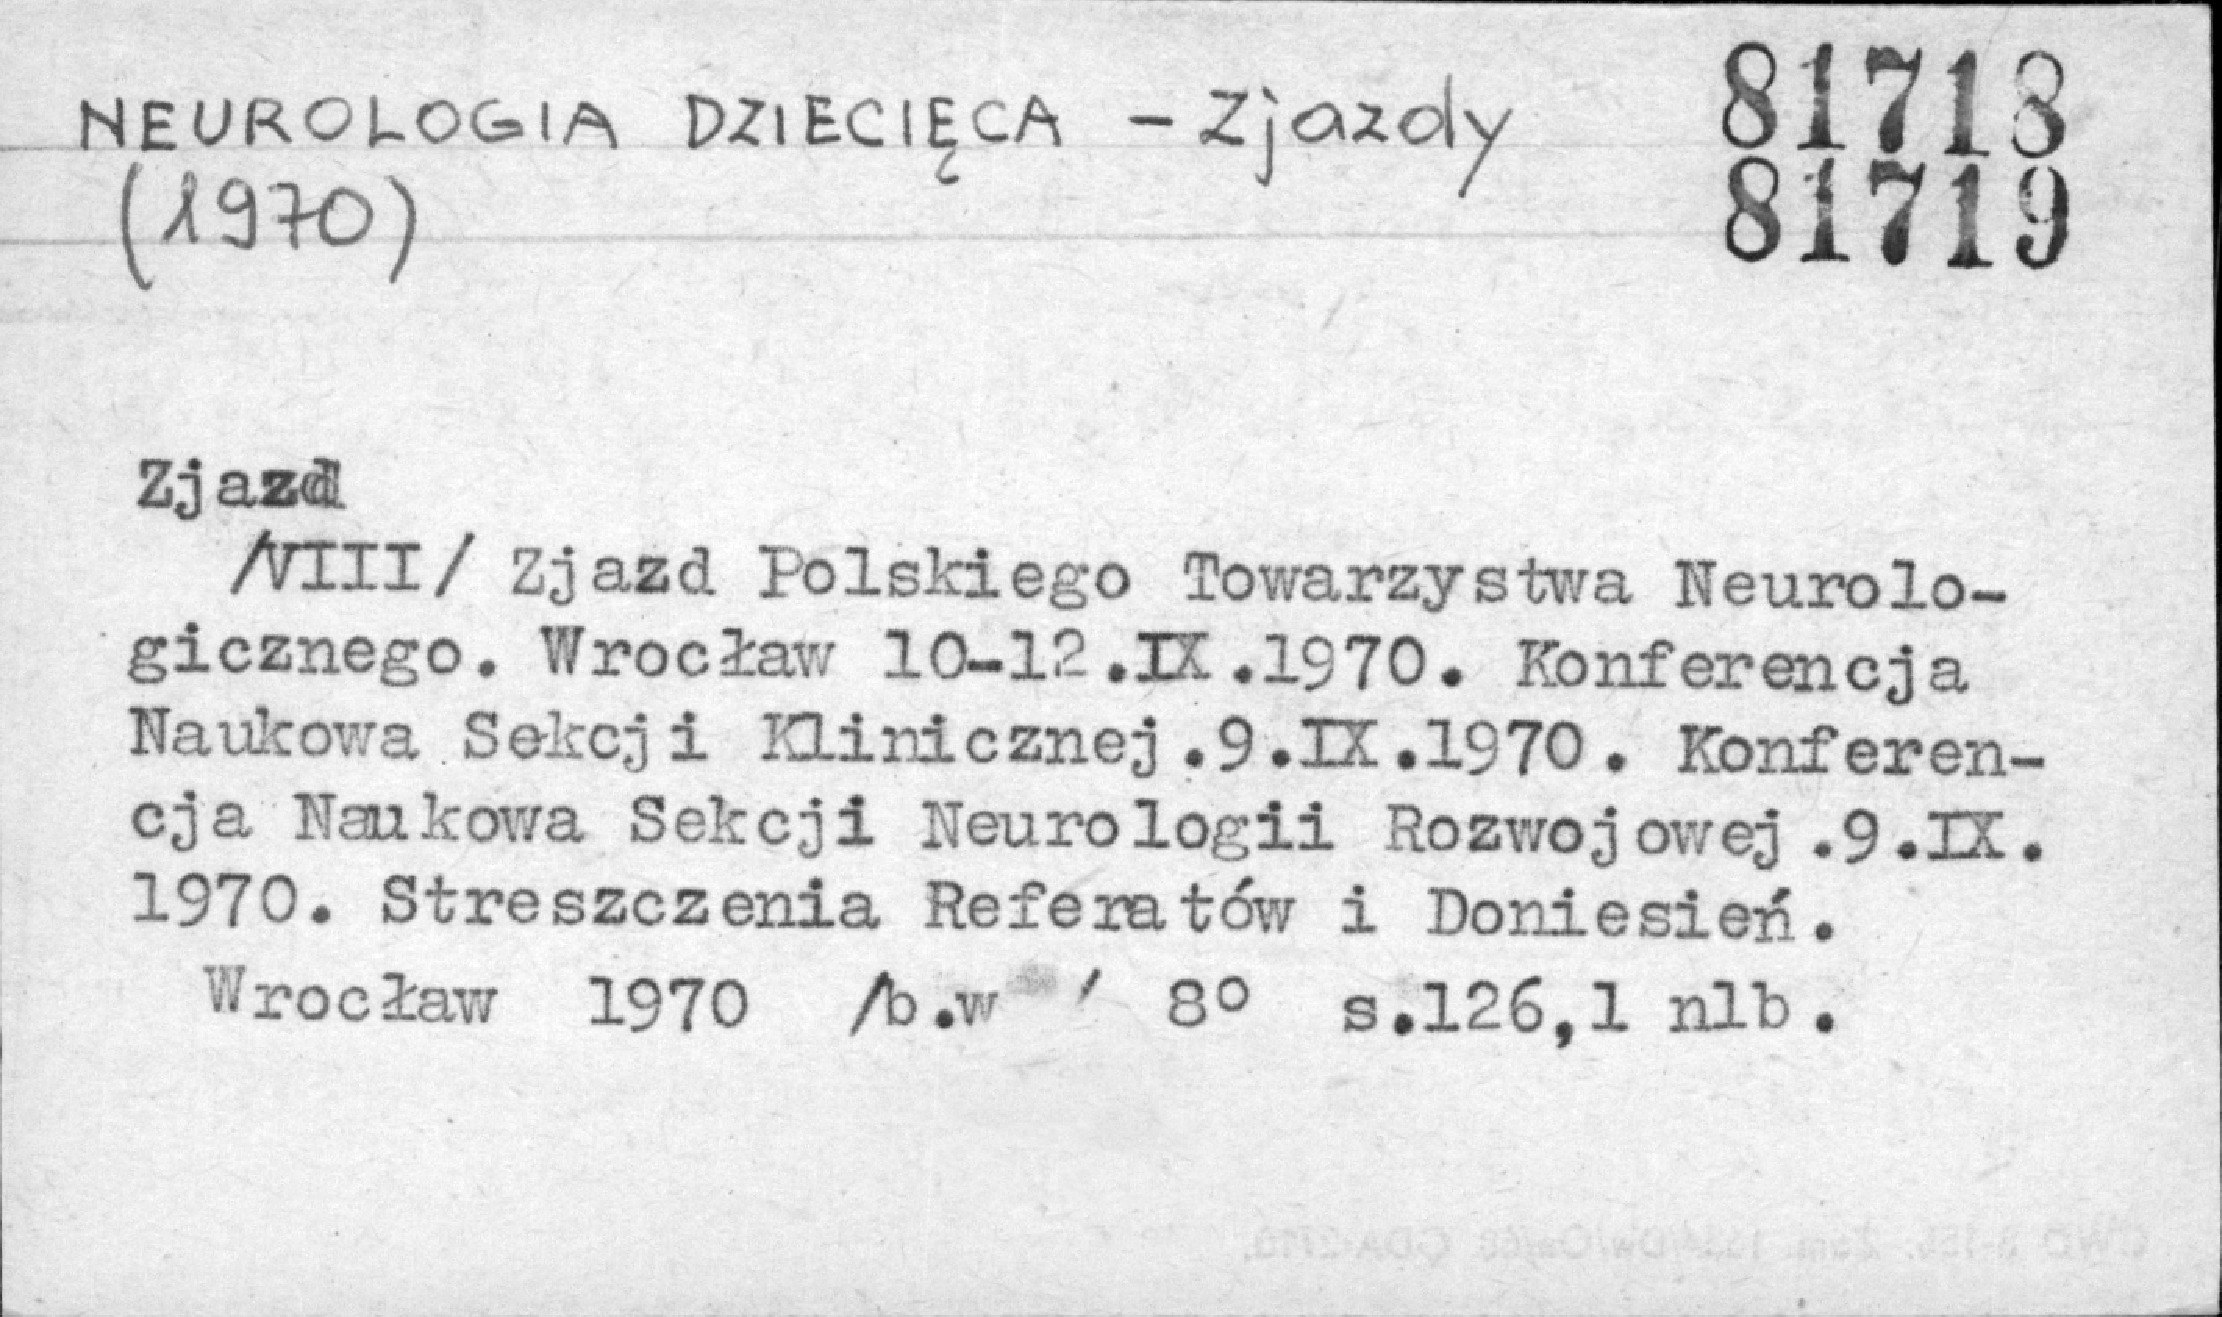 NEUROLOGIA DZIECIĘCA - Zjazdy
(1970)
81718
81719
Zjazd
/VIII/ Zjazd Polskiego Towarzystwa Neurolo-
gicznego. Wrocław 10-12.IX.1970. Konferencja
Naukowa Sekcji Klinicznej.9.IX.1970. Konferen-
cja Naukowa Sekcji Neurologii Rozwojowej.9.IX.
1970. Streszczenia Referatów i Doniesień.
Wrocław 1970 /b.w / 8° s.126,1 nlb.